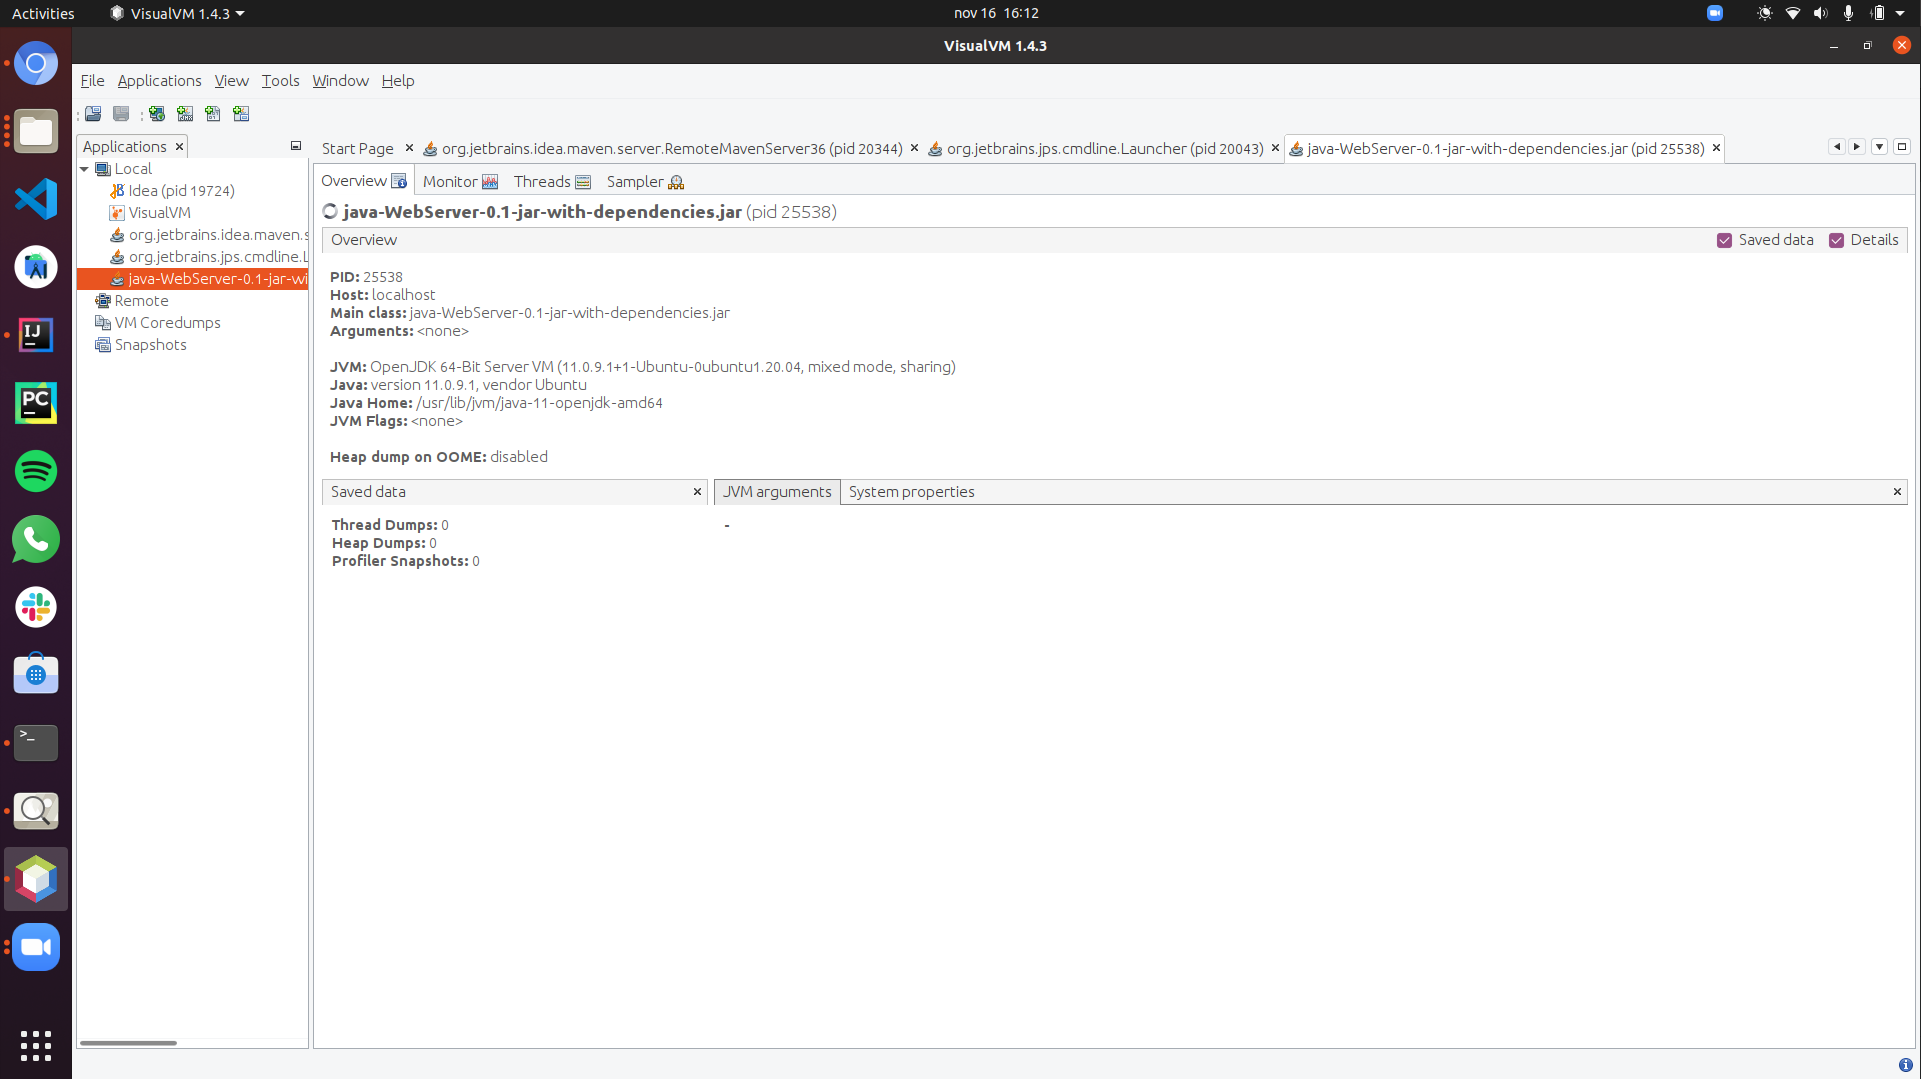 Activities
VisualVM 1.4.3
nov 16 16:12
VisualVM 1.4.3
File Applications View Tools Window Help
Applications
Local
Idea (pid 19724)
VisualVM
org.jetbrains.idea.maven.s
org.jetbrains.jps.cmdline.L
java-WebServer-0.1-jar-wi
Remote
VM Coredumps
Snapshots
Start Page
org.jetbrains.idea.maven.server.RemoteMavenServer36 (pid 20344)
org.jetbrains.jps.cmdline.Launcher (pid 20043)
java-WebServer-0.1-jar-with-dependencies.jar (pid 25538)
Overview Monitor Threads Sampler
java-WebServer-0.1-jar-with-dependencies.jar (pid 25538)
Overview
Saved data
Details
PID: 25538
Host: localhost
Main class: java-WebServer-0.1-jar-with-dependencies.jar
Arguments: <none>
JVM: OpenJDK 64-Bit Server VM (11.0.9.1+1-Ubuntu-0ubuntu1.20.04, mixed mode, sharing)
Java: version 11.0.9.1, vendor Ubuntu
Java Home: /usr/lib/jvm/java-11-openjdk-amd64
JVM Flags: <none>
Heap dump on OOME: disabled
Saved data
JVM arguments
System properties
Thread Dumps: 0
Heap Dumps: 0
Profiler Snapshots: 0
-
IJ
PC
>_